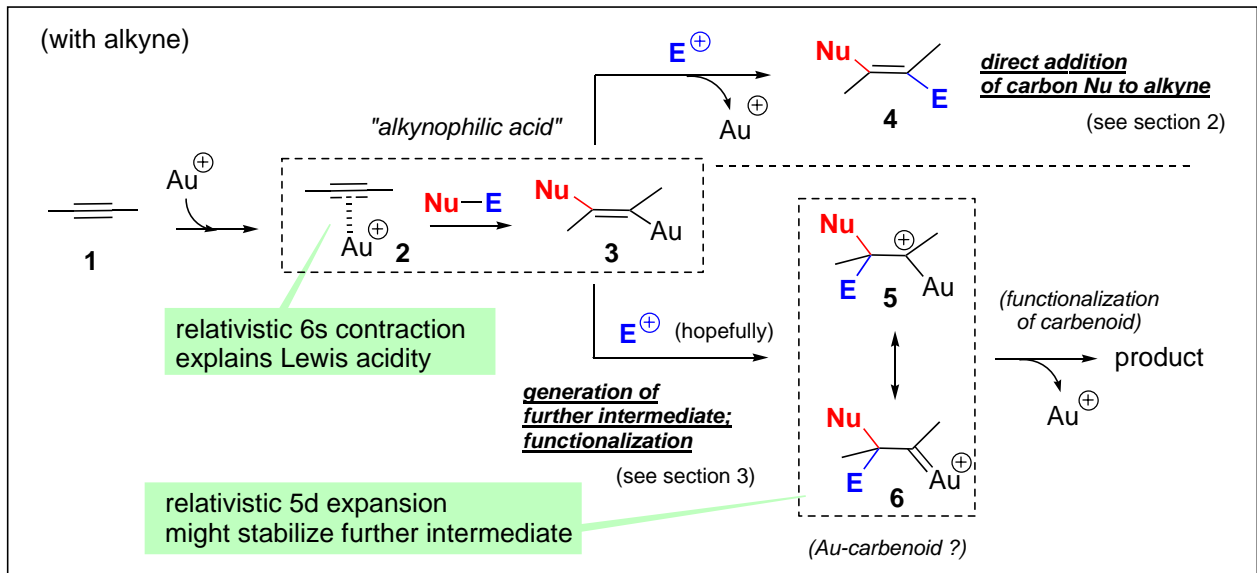 (with alkyne)
E⊕
Au⊕
Nu
E
4
direct addition
of carbon Nu to alkyne
(see section 2)
"alkynophilic acid"
1
Au⊕
Au⊕
2
Nu—E
Nu
Au
3
relativistic 6s contraction
explains Lewis acidity
E⊕ (hopefully)
generation of
further intermediate;
functionalization
(see section 3)
Nu
⊕
E
Au
5
Nu
E
Au⊕
6
(Au-carbenoid ?)
(functionalization
of carbenoid)
product
Au⊕
relativistic 5d expansion
might stabilize further intermediate